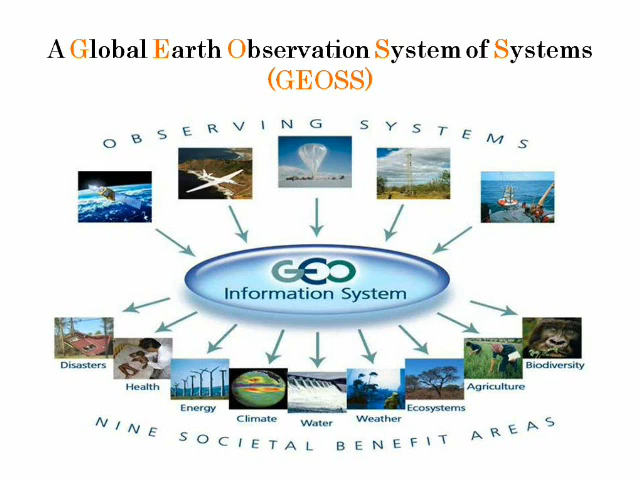 A Global Earth Observation System of Systems
(GEOSS)
OBSERVING SYSTEMS
GEO
Information System
Disasters
Health
Energy
Climate
Water
Weather
Ecosystems
Agriculture
Biodiversity
NINE SOCIETAL BENEFIT AREAS